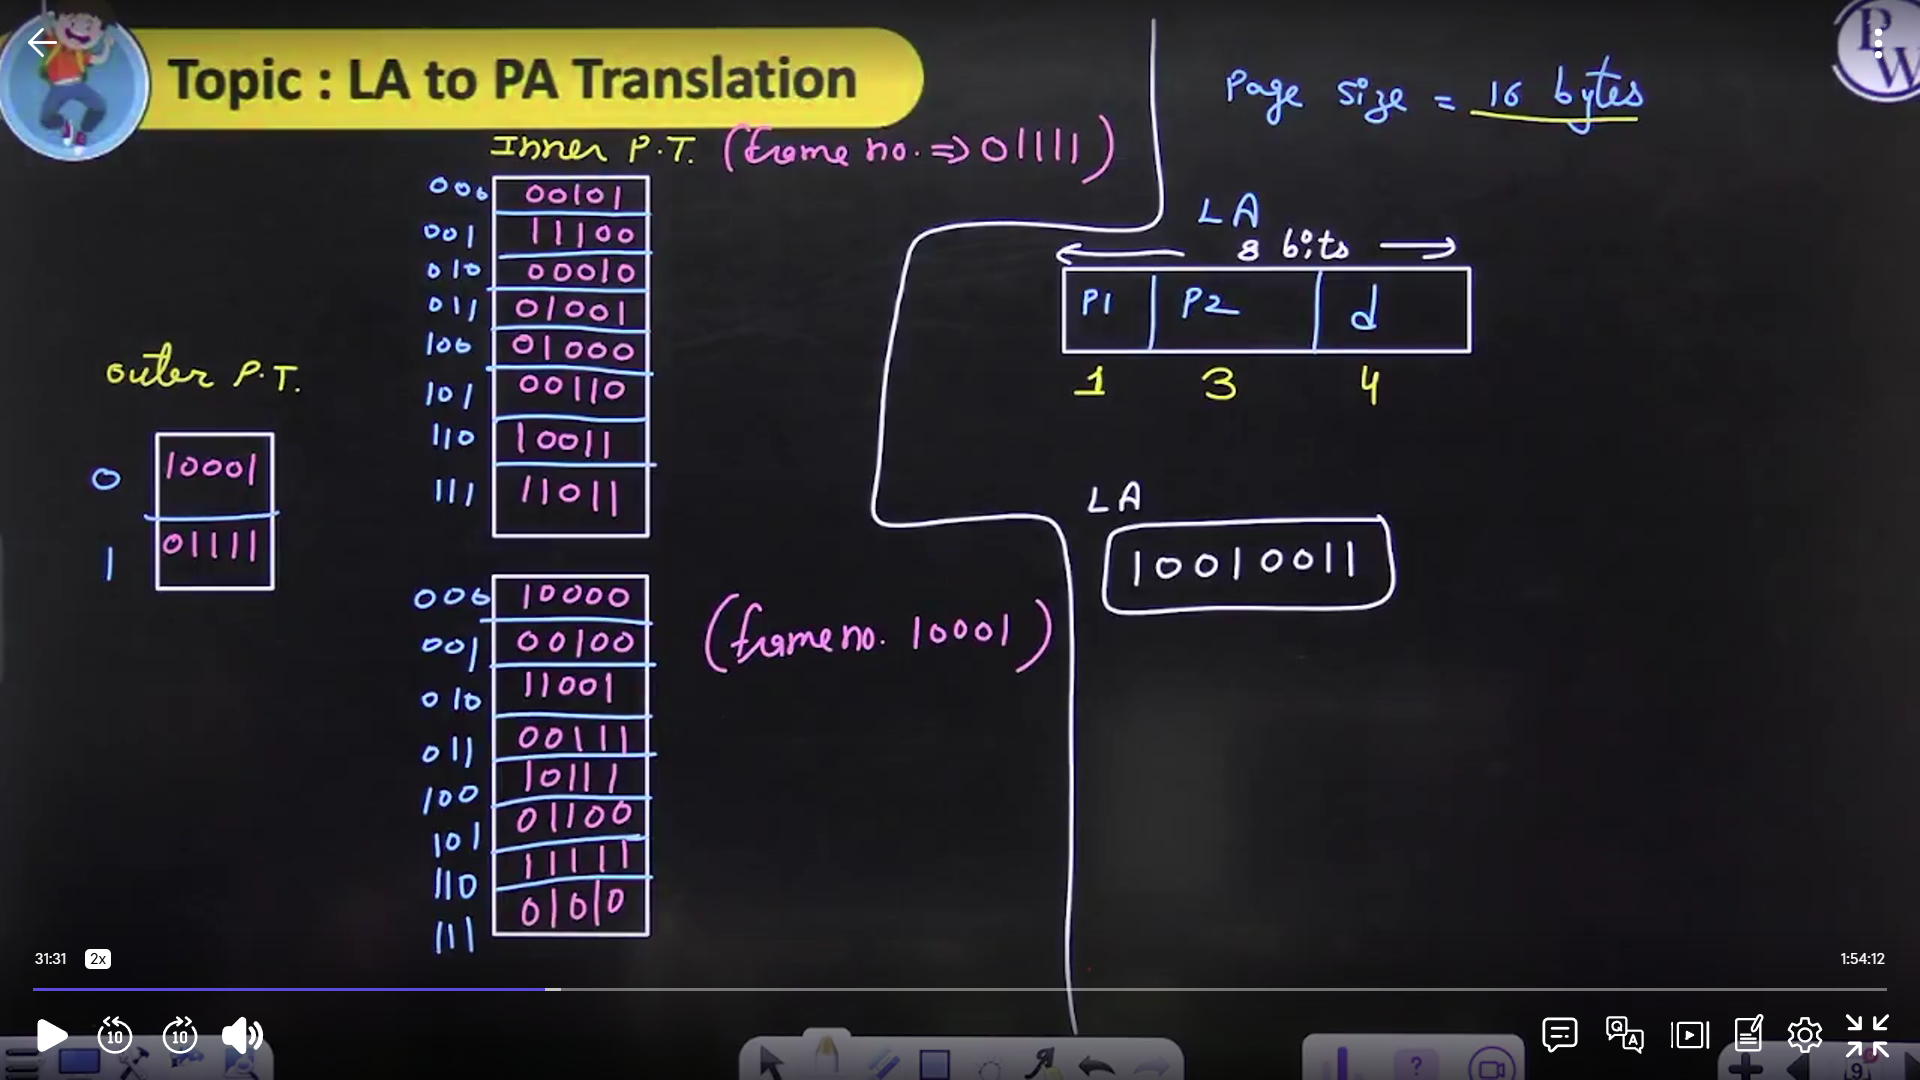 Topic : LA to PA Translation
PW
Page size = 16 bytes
Inner P.T. (frame no. => 01111)
000 00101
001 11100
010 00010
011 01001
100 01000
101 00110
110 10011
111 11011
outer P.T.
0 10001
1 01111
000 10000
001 00100
010 11001
011 00111
100 10111
101 01100
110 11111
111 01010
(frame no. 10001)
LA
8 bits
P1 P2 d
1 3 4
LA
10010011
31:31 2x
1:54:12
10 10
Q A
?
9